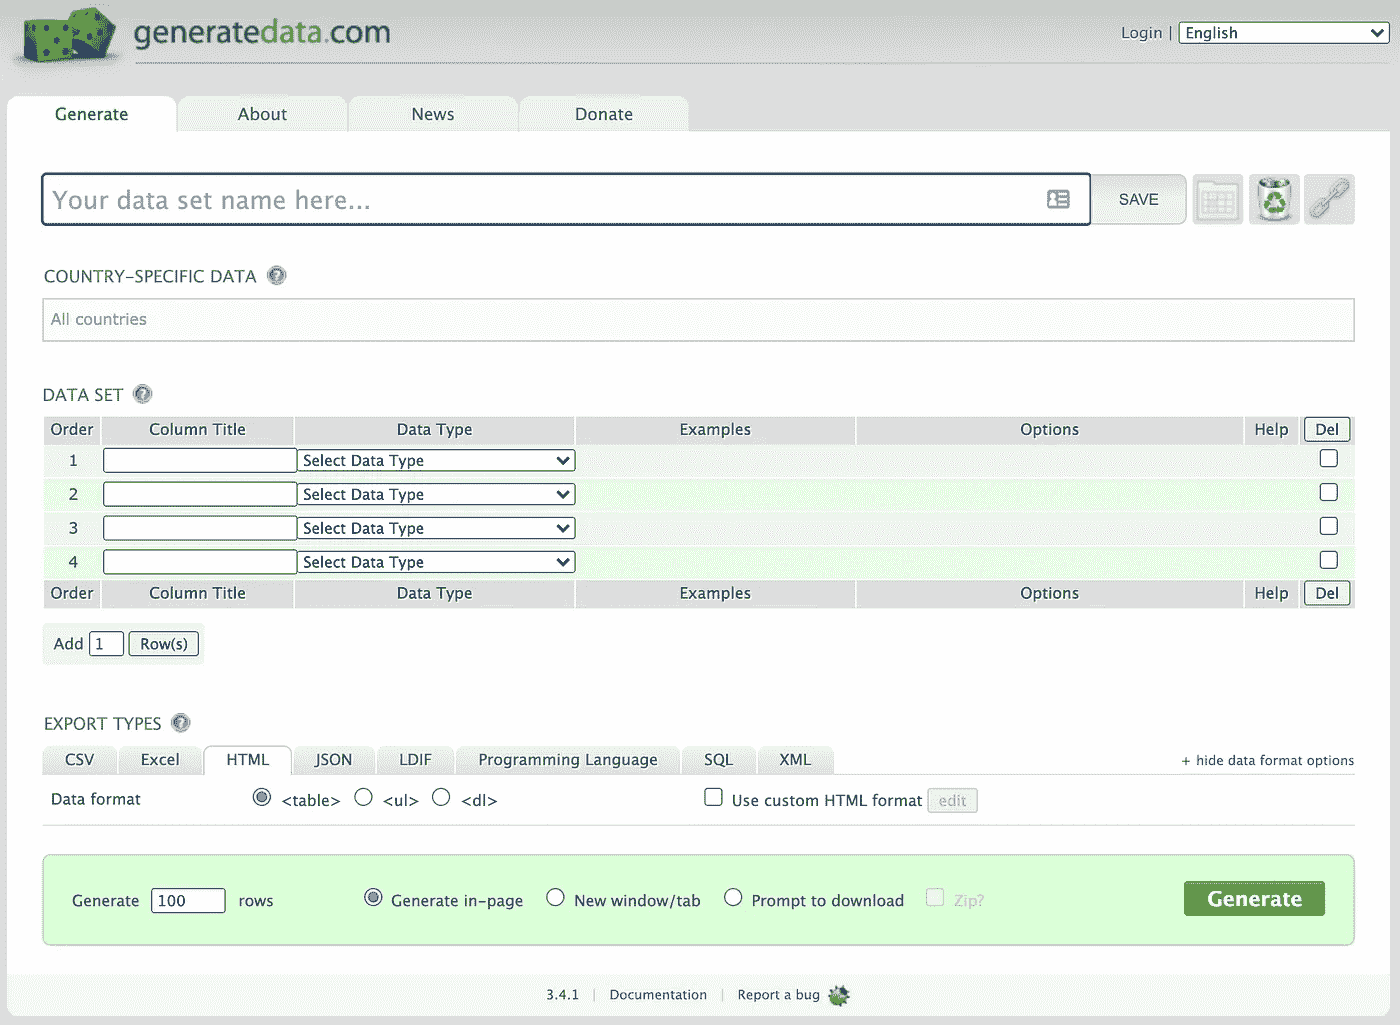 generatedata.com
Login | English
Generate About News Donate
Your data set name here... SAVE
COUNTRY-SPECIFIC DATA ?
All countries
DATA SET ?
Order Column Title Data Type Examples Options Help Del
1 Select Data Type
2 Select Data Type
3 Select Data Type
4 Select Data Type
Order Column Title Data Type Examples Options Help Del
Add 1 Row(s)
EXPORT TYPES ?
CSV Excel HTML JSON LDIF Programming Language SQL XML + hide data format options
Data format <table> <ul> <dl> Use custom HTML format edit
Generate 100 rows Generate in-page New window/tab Prompt to download Zip? Generate
3.4.1 | Documentation | Report a bug